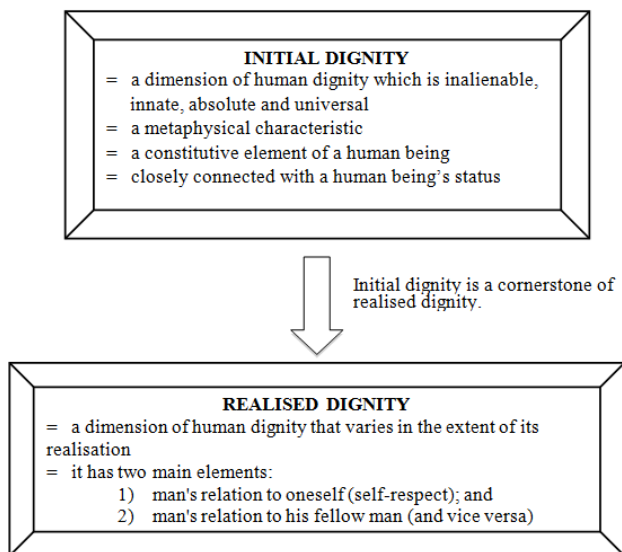 INITIAL DIGNITY
= a dimension of human dignity which is inalienable,
innate, absolute and universal
= a metaphysical characteristic
= a constitutive element of a human being
= closely connected with a human being's status
Initial dignity is a cornerstone of
realised dignity.
REALISED DIGNITY
= a dimension of human dignity that varies in the extent of its
realisation
= it has two main elements:
1) man's relation to oneself (self-respect); and
2) man's relation to his fellow man (and vice versa)